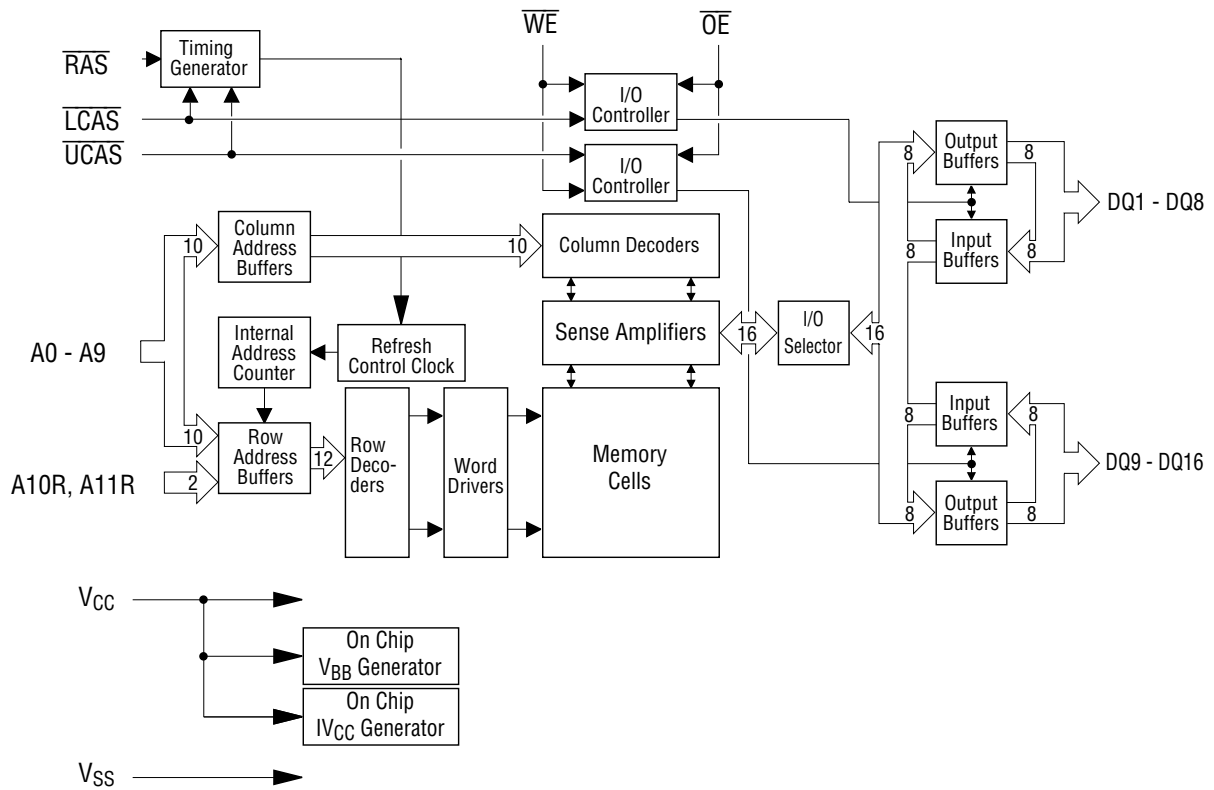 WE
OE
RAS
Timing
Generator
LCAS
UCAS
I/O
Controller
I/O
Controller
8
Output
Buffers
8
DQ1 - DQ8
8
Input
Buffers
8
10
Column
Address
Buffers
10
Column Decoders
A0 - A9
Internal
Address
Counter
Refresh
Control Clock
Sense Amplifiers
16
I/O
Selector
16
10
Row
Address
Buffers
12
Row
Deco-
ders
Word
Drivers
Memory
Cells
A10R, A11R
2
8
Input
Buffers
8
DQ9 - DQ16
8
Output
Buffers
8
VCC
On Chip
VBB Generator
On Chip
IVCC Generator
VSS